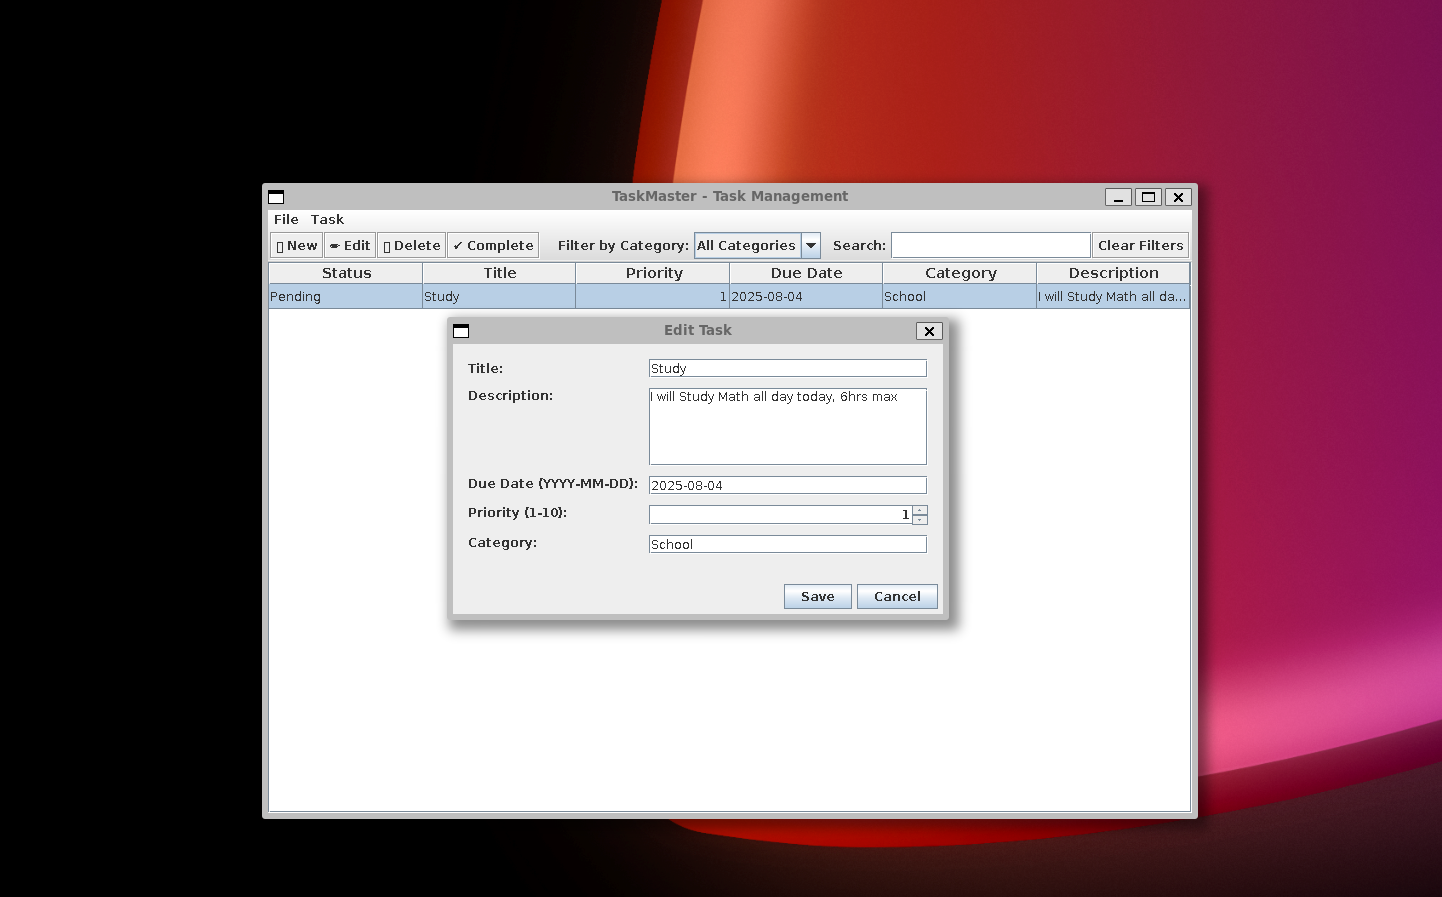 TaskMaster - Task Management
File Task
New Edit Delete ✔ Complete Filter by Category: All Categories Search: Clear Filters
Status Title Priority Due Date Category Description
Pending Study 1 2025-08-04 School I will Study Math all da...
Edit Task
Title: Study
Description: I will Study Math all day today, 6hrs max
Due Date (YYYY-MM-DD): 2025-08-04
Priority (1-10): 1
Category: School
Save Cancel